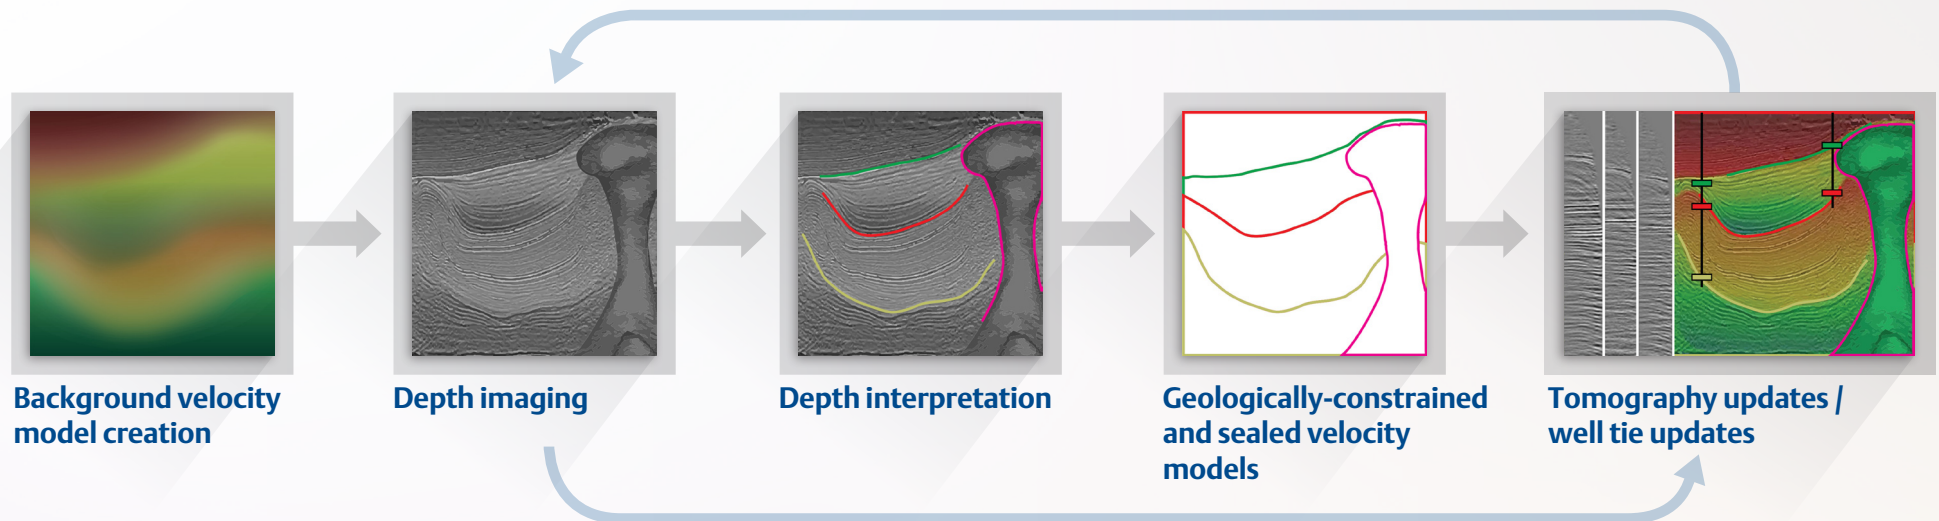 Background velocity
model creation
Depth imaging
Depth interpretation
Geologically-constrained
and sealed velocity
models
Tomography updates /
well tie updates